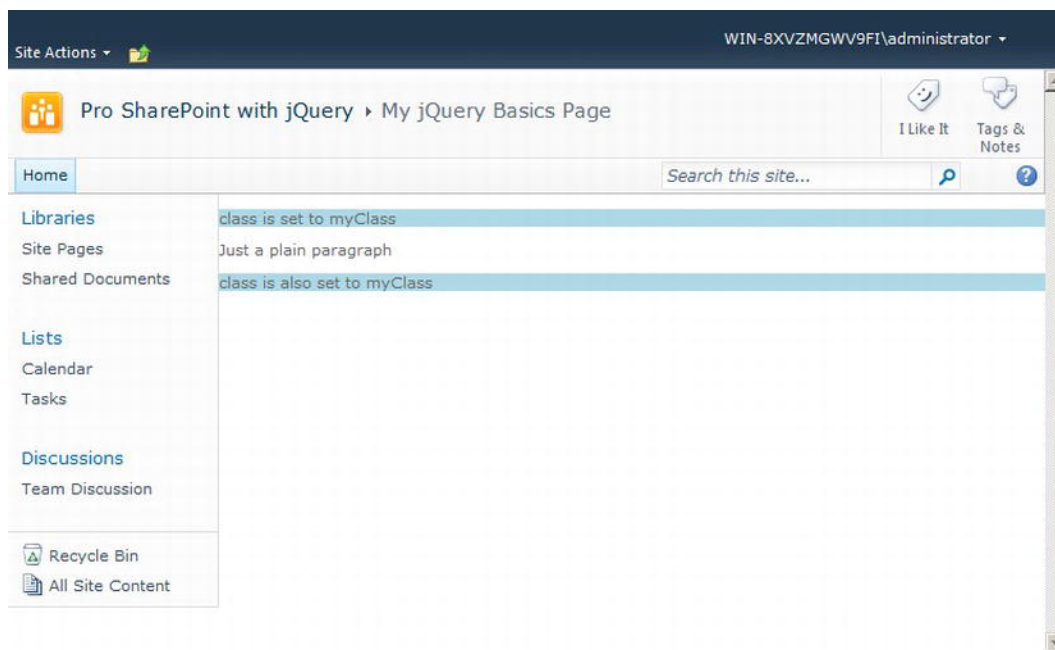 WIN-8XVZMGWV9FI\administrator
Site Actions
Pro SharePoint with jQuery ▸ My jQuery Basics Page
I Like It
Tags &
Notes
Home
Search this site...
Libraries
Site Pages
Shared Documents
Lists
Calendar
Tasks
Discussions
Team Discussion
Recycle Bin
All Site Content
class is set to myClass
Just a plain paragraph
class is also set to myClass